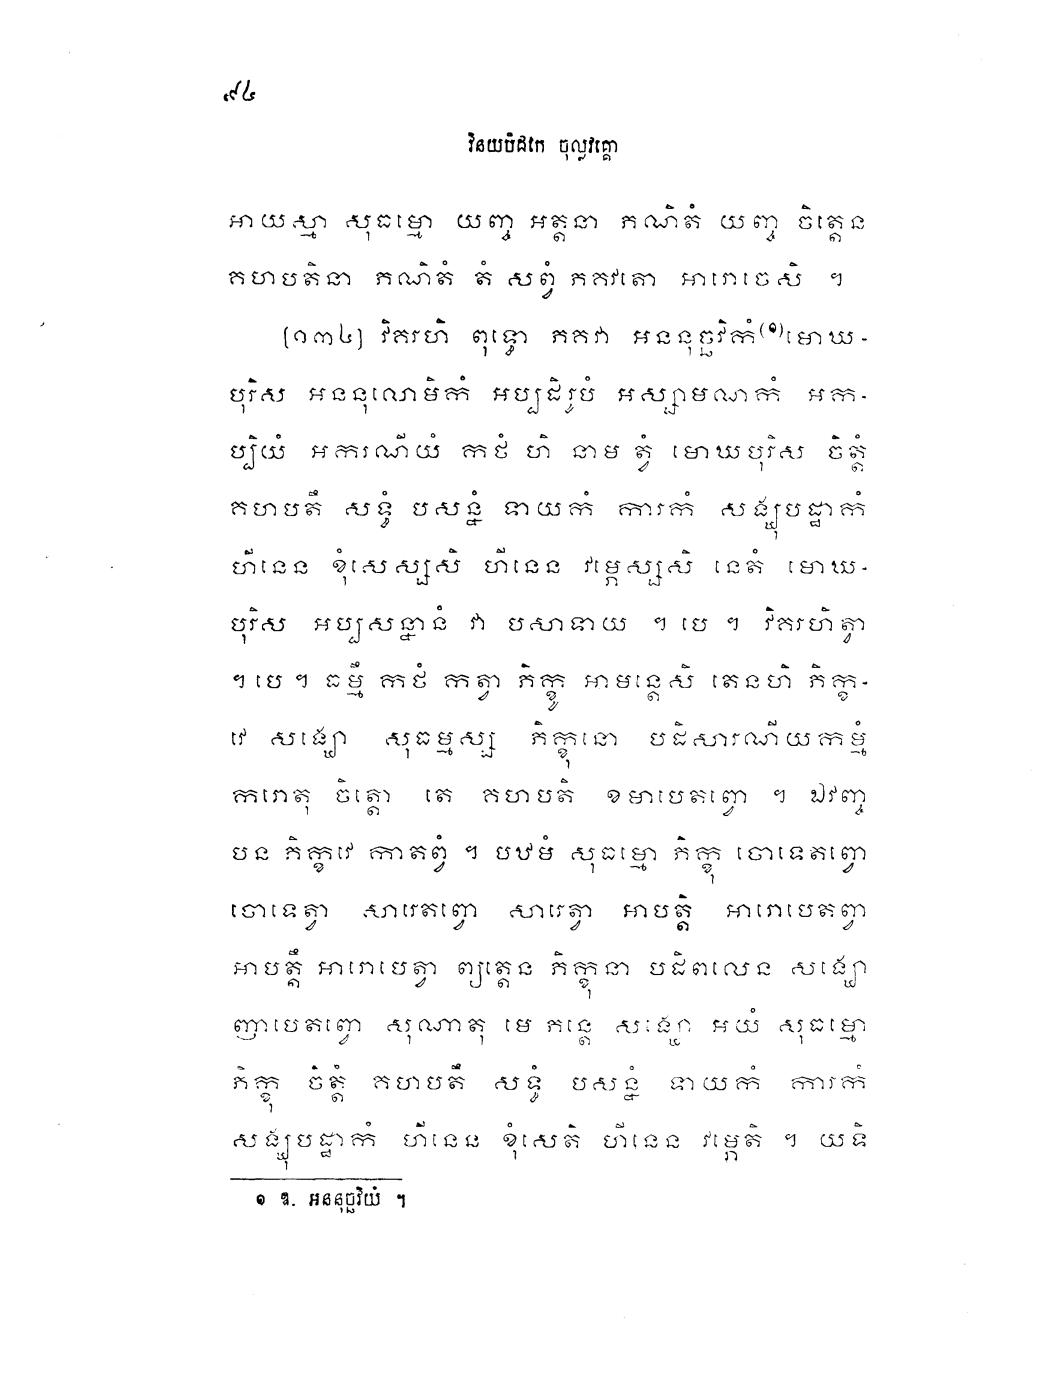 ៩៤
វិនយបិដកេ ចុល្លវគ្គោ
អាយស្មា សុធម្មោ យញ្ច អត្តនា ភណិតំ យញ្ច ចិត្តេន
គហបតិនា ភណិតំ តំ សព្វំ ភគវតោ អារោចេសិ ។
[១៣៤] វិគរហិ ពុទ្ធោ ភគវា អននុច្ឆវិកំ(១)មោឃ-
បុរិស អននុលោមិកំ អប្បដិរូបំ អស្សាមណកំ អក-
ប្បិយំ អករណីយំ កថំ ហិ នាម ត្វំ មោឃបុរិស ចិត្តំ
គហបតឹ សទ្ធំ បសន្នំ ទាយកំ ការកំ សង្ឃុបដ្ឋាកំ
ហីនេន ខុំសេស្សសិ ហីនេន វម្ភេស្សសិ នេតំ មោឃ-
បុរិស អប្បសន្នានំ វា បសាទាយ ។ បេ ។ វិគរហិត្វា
។ បេ ។ ធម្មឹ កថំ កត្វា ភិក្ខូ អាមន្តេសិ តេនហិ ភិក្ខ-
វេ សង្ឃោ សុធម្មស្ស ភិក្ខុនោ បដិសារណីយកម្មំ
ករោតុ ចិត្តោ តេ គហបតិ ខមាបេតព្វោ ។ ឯវញ្ច
បន ភិក្ខវេ កាតព្វំ ។ បឋមំ សុធម្មោ ភិក្ខុ ចោទេតព្វោ
ចោទេត្វា សារេតព្វោ សារេត្វា អាបត្តិ អារោបេតព្វា
អាបត្តឹ អារោបេត្វា ព្យត្តេន ភិក្ខុនា បដិពលេន សង្ឃោ
ញាបេតព្វោ សុណាតុ មេ ភន្តេ សង្ឃោ អយំ សុធម្មោ
ភិក្ខុ ចិត្តំ គហបតឹ សទ្ធំ បសន្នំ ទាយកំ ការកំ
សង្ឃុបដ្ឋាកំ ហីនេន ខុំសេតិ ហីនេន វម្ភេតិ ។ យទិ
១ ឱ. អននុច្ឆវិយំ ។